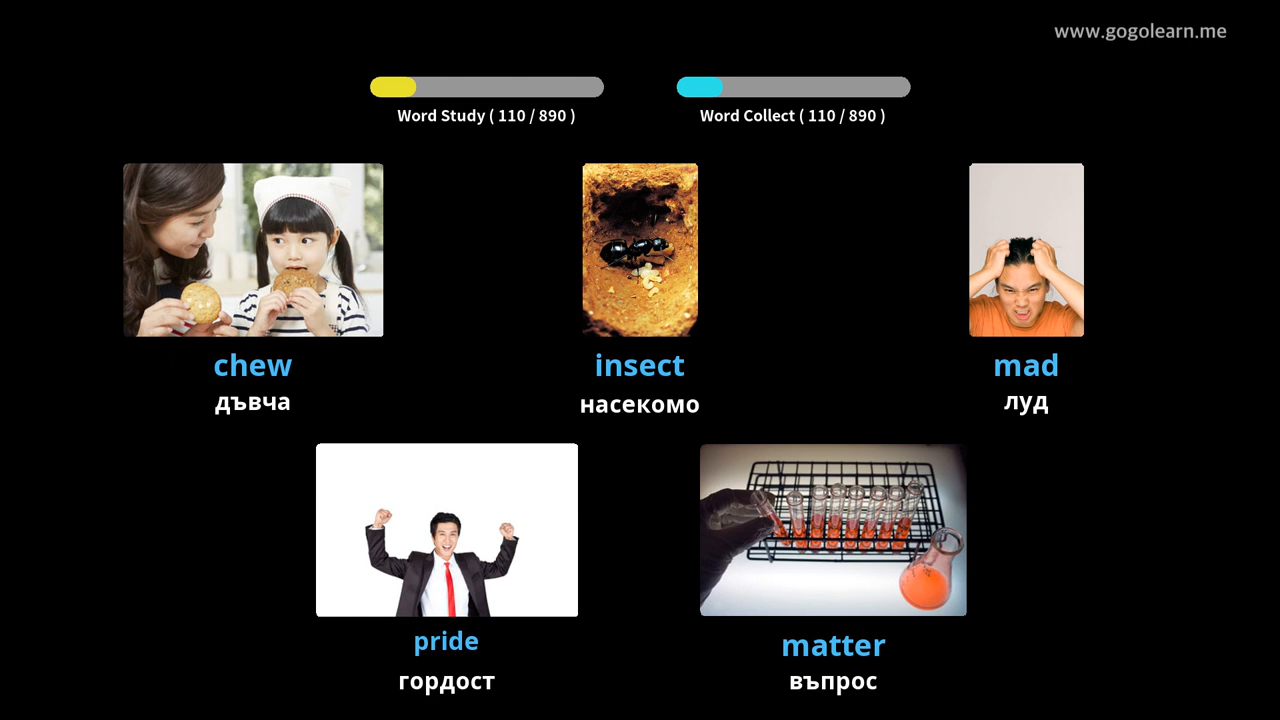 www.gogolearn.me
Word Study ( 110 / 890 )
Word Collect ( 110 / 890 )
chew
дъвча
insect
насекомо
mad
луд
pride
гордост
matter
въпрос